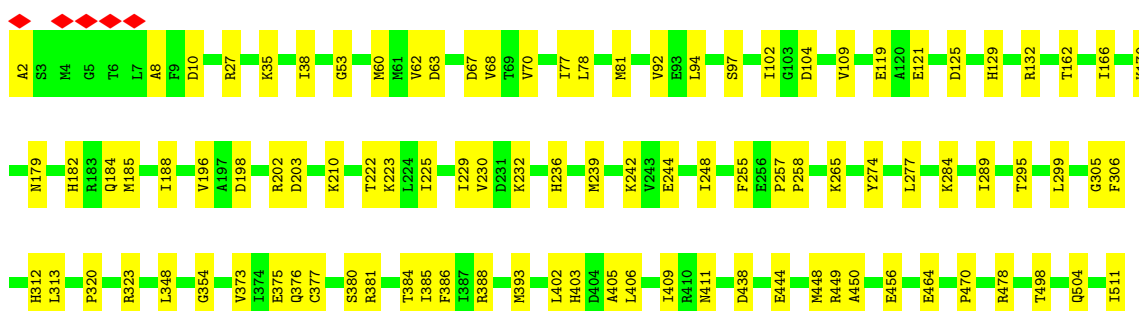 A2 S3 M4 G5 T6 L7 A8 F9 D10 R27 K35 I38 G53 M60 M61 V62 D63 D67 V68 T69 V70 I77 L78 M81 V92 E93 L94 S97 I102 G103 D104 V109 E119 A120 E121 D125 H129 R132 T162 I166
N179 H182 R183 Q184 M185 I188 V196 A197 D198 R202 D203 K210 T222 K223 L224 I225 I229 V230 D231 K232 H236 M239 K242 V243 E244 I248 F255 E256 P257 P258 K265 Y274 L277 K284 I289 T295 L299 G305 F306
H312 L313 P320 R323 L348 G354 V373 I374 E375 Q376 C377 S380 R381 T384 I385 F386 I387 R388 M393 L402 H403 D404 A405 L406 I409 R410 N411 D438 E444 M448 R449 A450 E456 E464 P470 R478 T498 Q504 I511